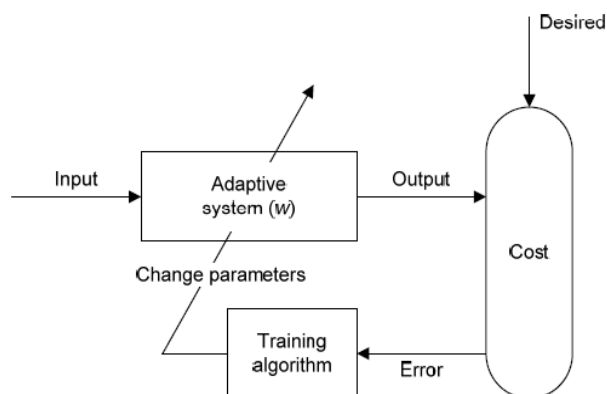 Desired
Input
Adaptive
system (w)
Output
Cost
Change parameters
Training
algorithm
Error